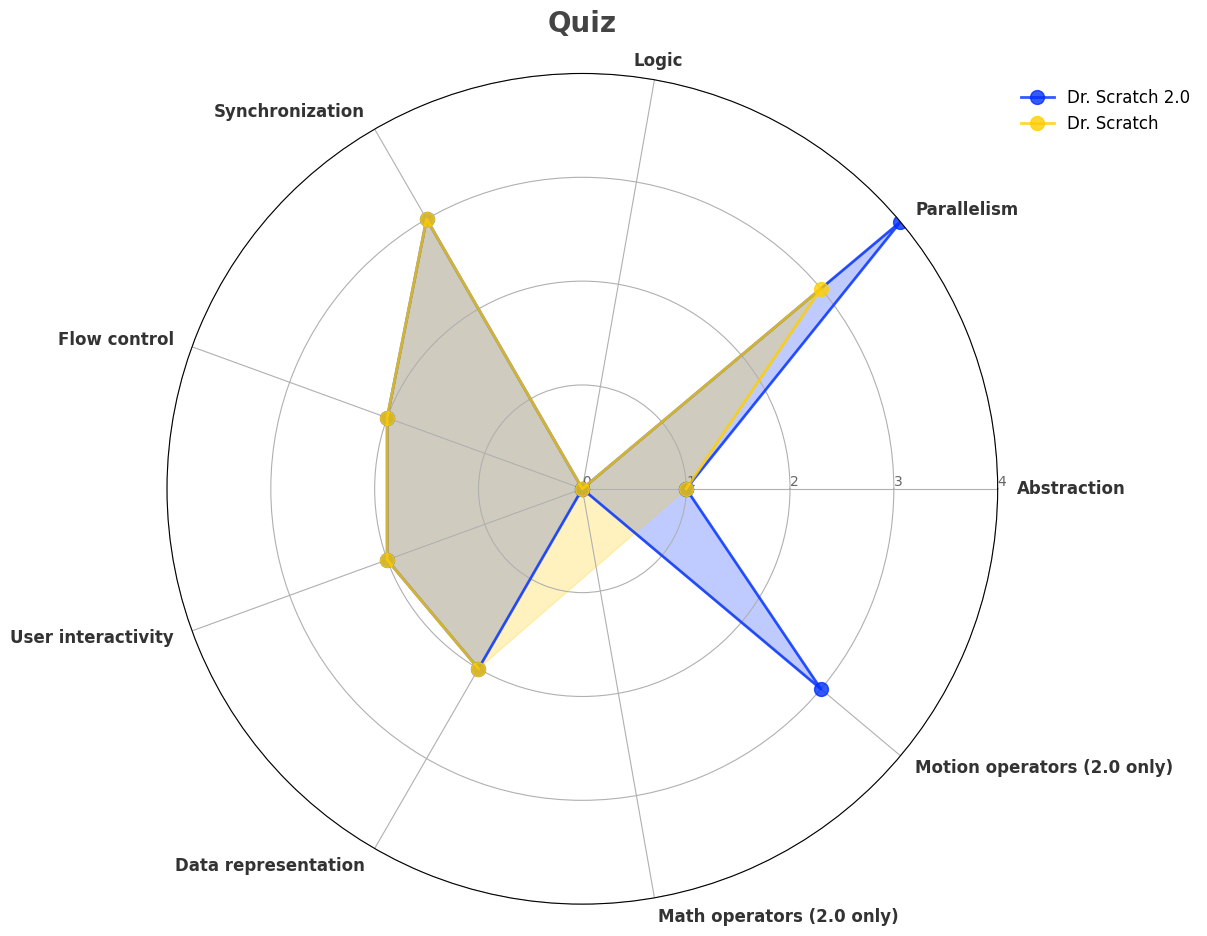 Quiz
Logic
Dr. Scratch 2.0
Dr. Scratch
Synchronization
Parallelism
Flow control
0
1
2
3
4
Abstraction
User interactivity
Motion operators (2.0 only)
Data representation
Math operators (2.0 only)